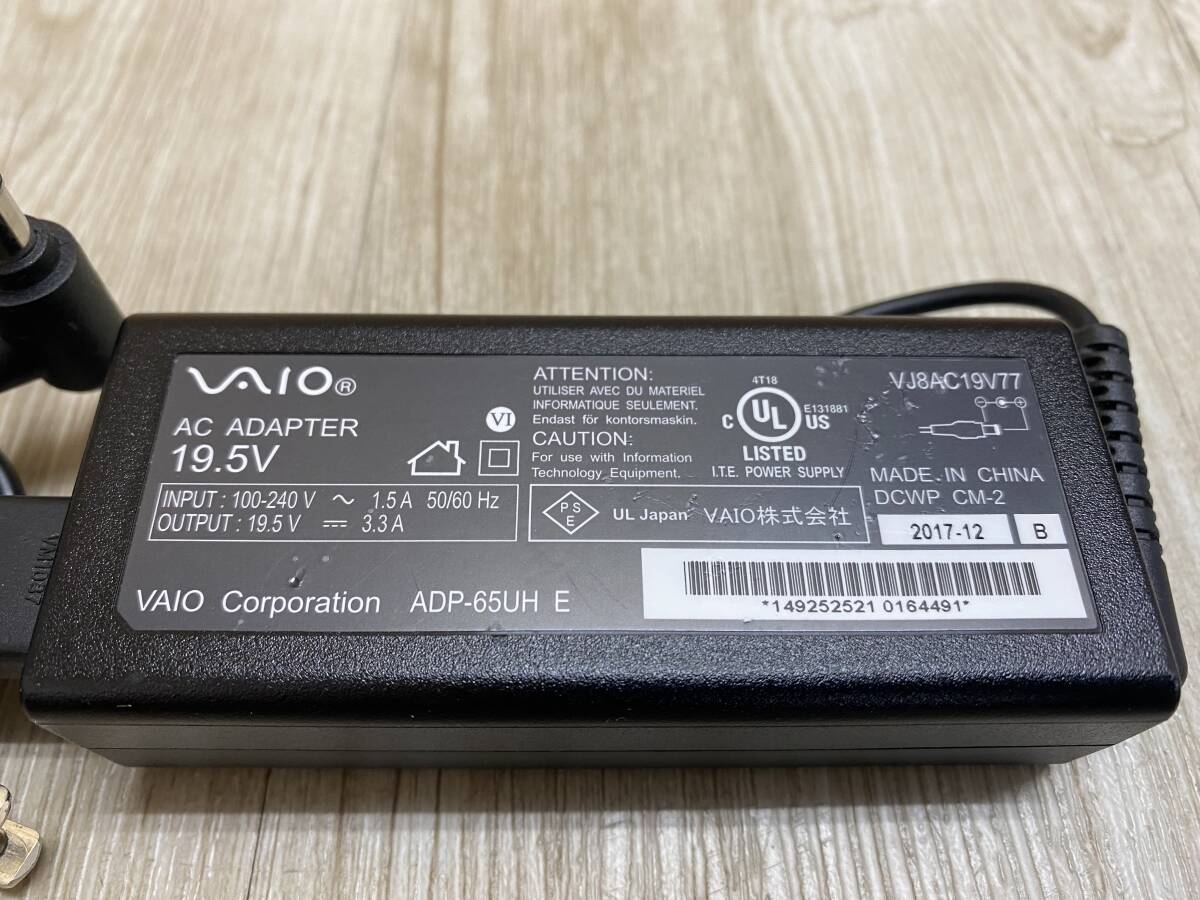 VAIO®
AC ADAPTER
19.5V
VI
INPUT : 100-240 V ～ 1.5 A 50/60 Hz
OUTPUT : 19.5 V ⎓ 3.3 A
VAIO Corporation ADP-65UH E
ATTENTION:
UTILISER AVEC DU MATERIEL
INFORMATIQUE SEULEMENT.
Endast för kontorsmaskin.
CAUTION:
For use with Information
Technology Equipment.
PSE
UL Japan VAIO株式会社
4T18
C UL US
E131881
LISTED
I.T.E. POWER SUPPLY
VJ8AC19V77
- +
MADE IN CHINA
DCWP CM-2
2017-12 B
*149252521 0164491*